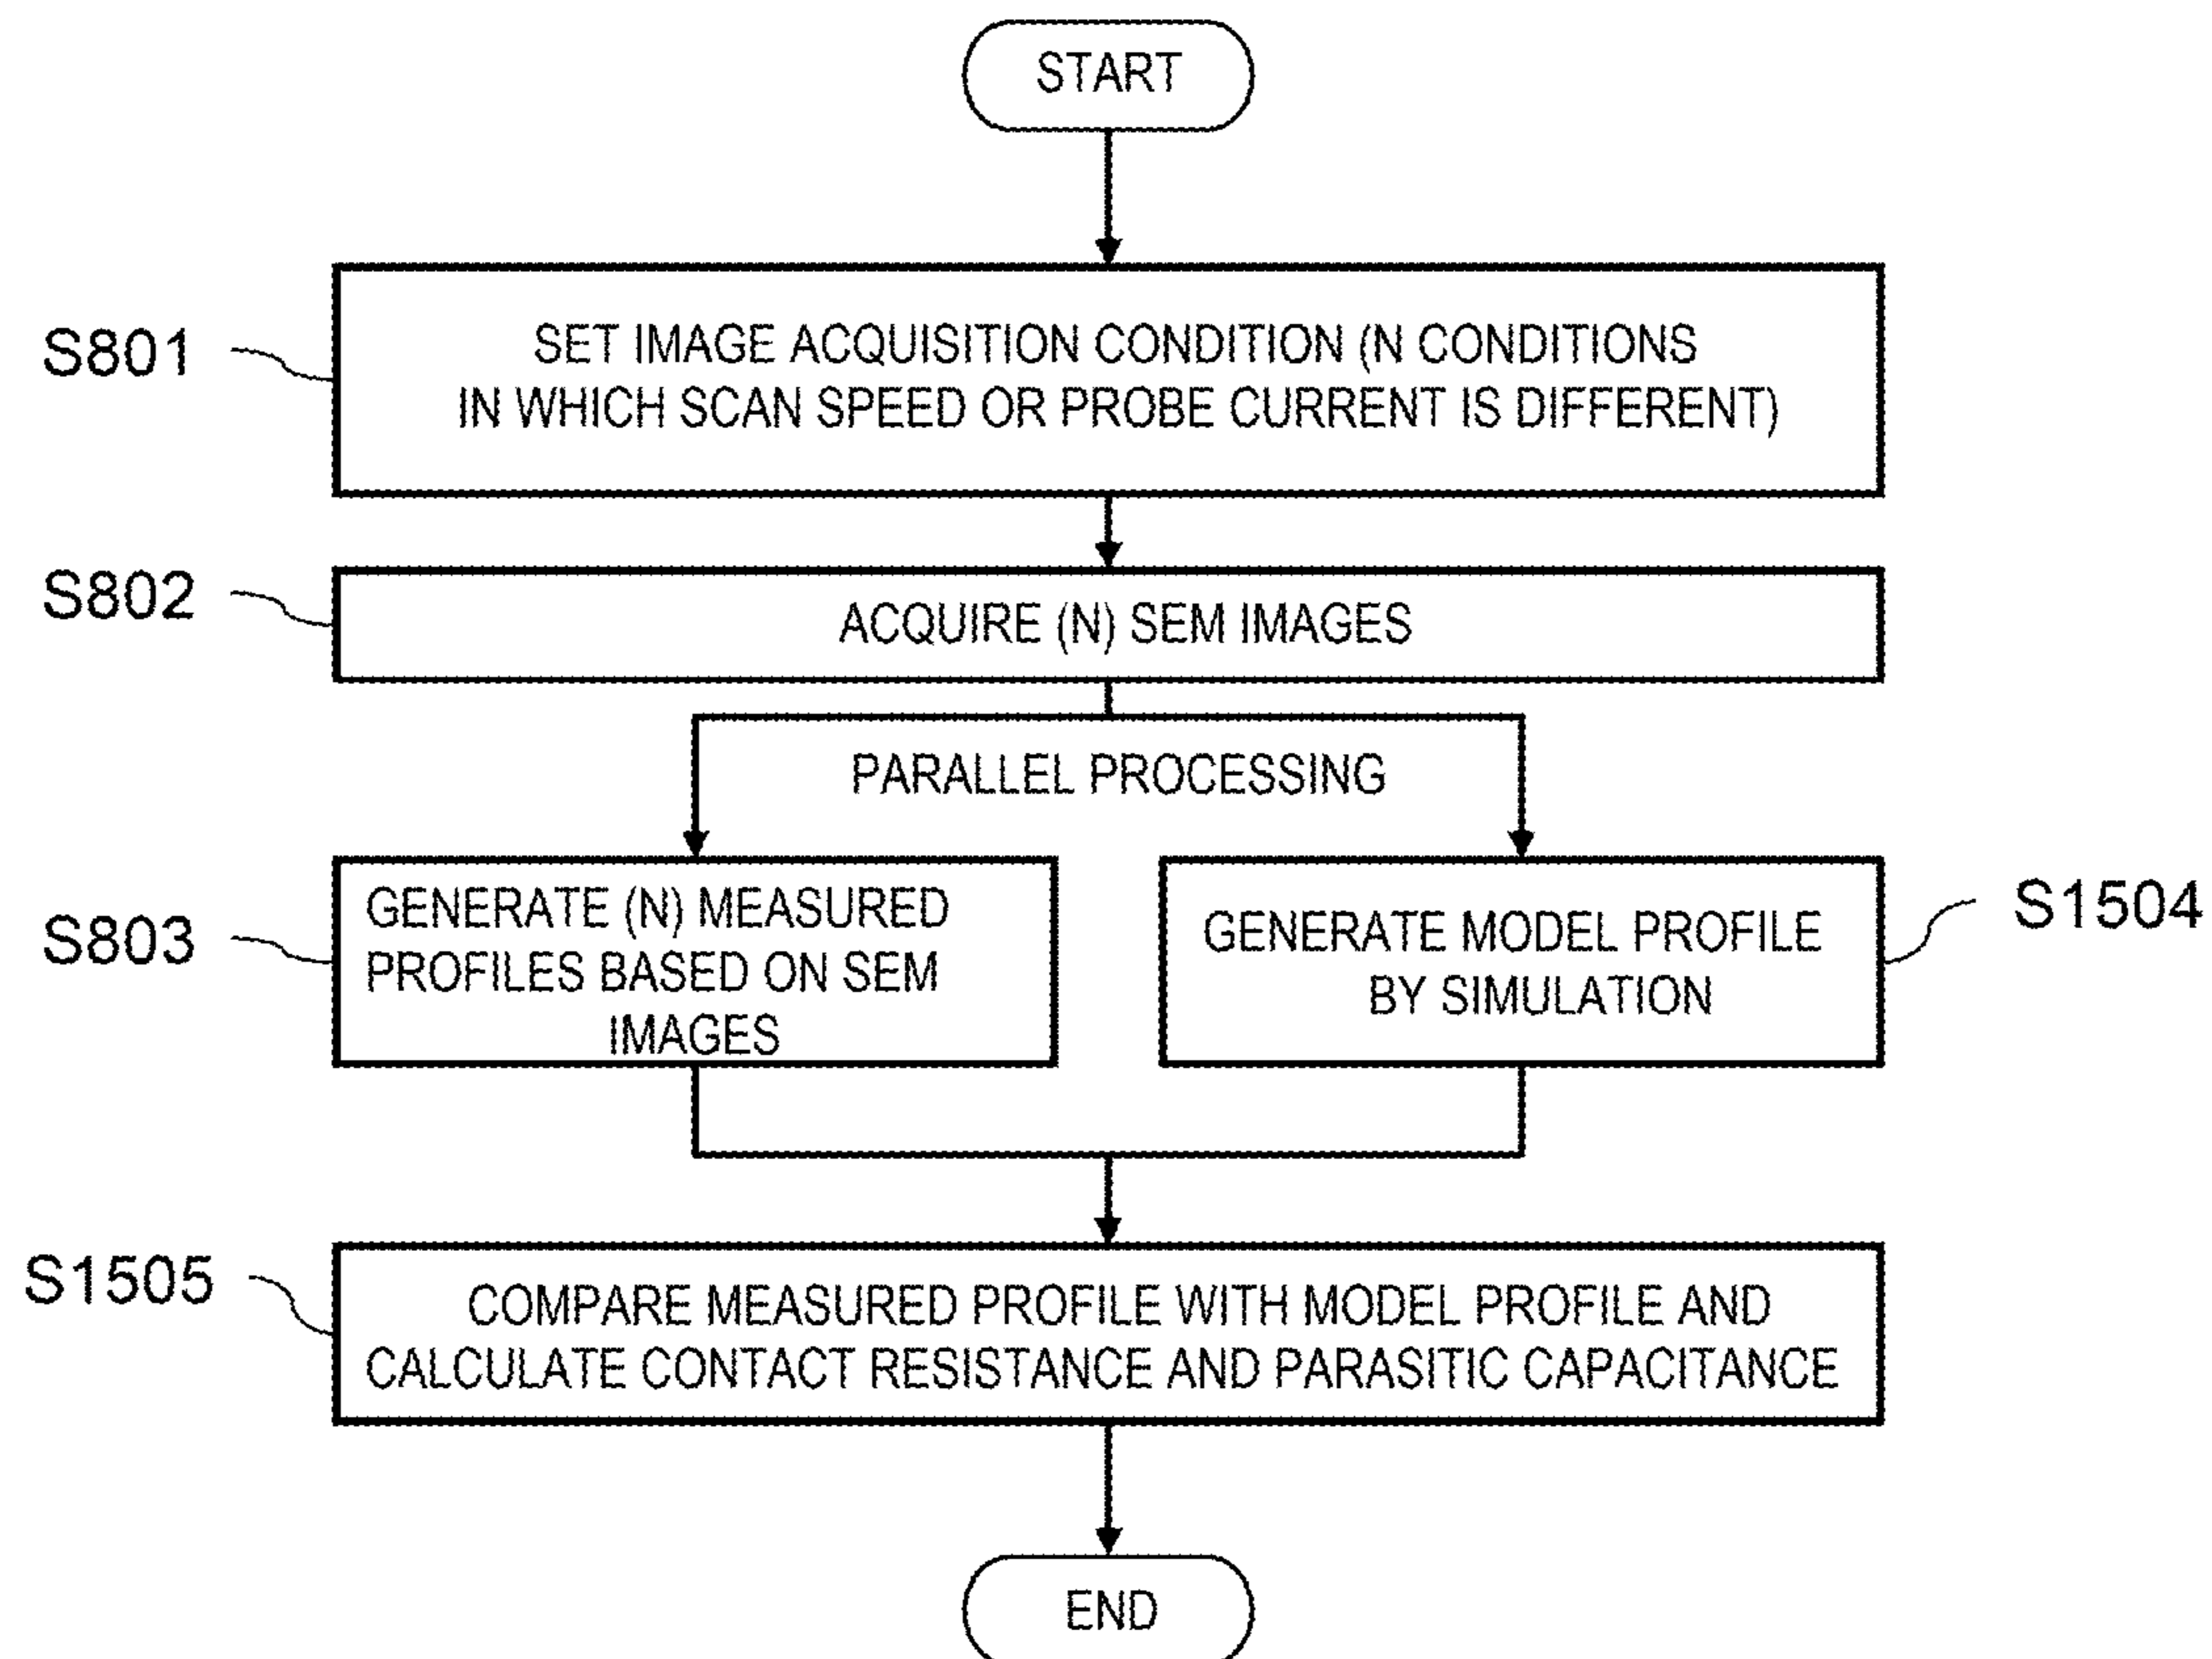 START
S801
SET IMAGE ACQUISITION CONDITION (N CONDITIONS
IN WHICH SCAN SPEED OR PROBE CURRENT IS DIFFERENT)
S802
ACQUIRE (N) SEM IMAGES
PARALLEL PROCESSING
S803
GENERATE (N) MEASURED
PROFILES BASED ON SEM
IMAGES
GENERATE MODEL PROFILE
BY SIMULATION
S1504
S1505
COMPARE MEASURED PROFILE WITH MODEL PROFILE AND
CALCULATE CONTACT RESISTANCE AND PARASITIC CAPACITANCE
END